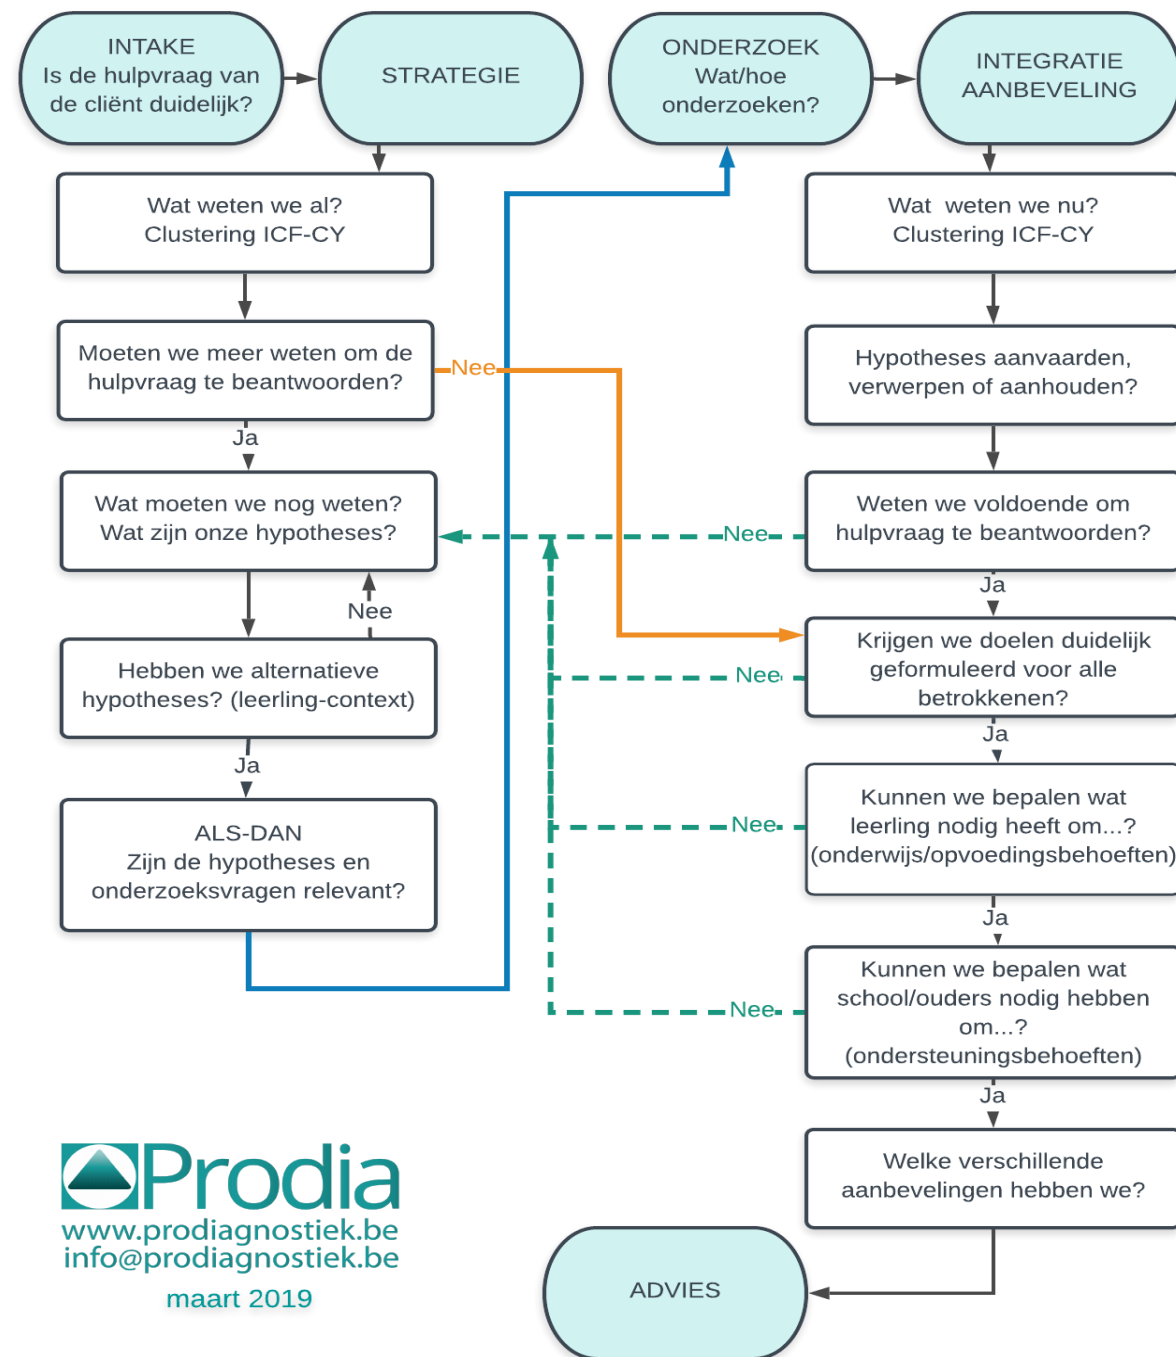 INTAKE
Is de hulpvraag van
de cliënt duidelijk?
STRATEGIE
ONDERZOEK
Wat/hoe
onderzoeken?
INTEGRATIE
AANBEVELING
Wat weten we al?
Clustering ICF-CY
Moeten we meer weten om de
hulpvraag te beantwoorden?
Nee
Ja
Wat moeten we nog weten?
Wat zijn onze hypotheses?
Nee
Hebben we alternatieve
hypotheses? (leerling-context)
Ja
ALS-DAN
Zijn de hypotheses en
onderzoeksvragen relevant?
Wat weten we nu?
Clustering ICF-CY
Hypotheses aanvaarden,
verwerpen of aanhouden?
Weten we voldoende om
hulpvraag te beantwoorden?
Nee
Ja
Krijgen we doelen duidelijk
geformuleerd voor alle
betrokkenen?
Nee
Ja
Kunnen we bepalen wat
leerling nodig heeft om...?
(onderwijs/opvoedingsbehoeften)
Nee
Ja
Kunnen we bepalen wat
school/ouders nodig hebben
om...?
(ondersteuningsbehoeften)
Nee
Ja
Welke verschillende
aanbevelingen hebben we?
ADVIES
Prodia
www.prodiagnostiek.be
info@prodiagnostiek.be
maart 2019